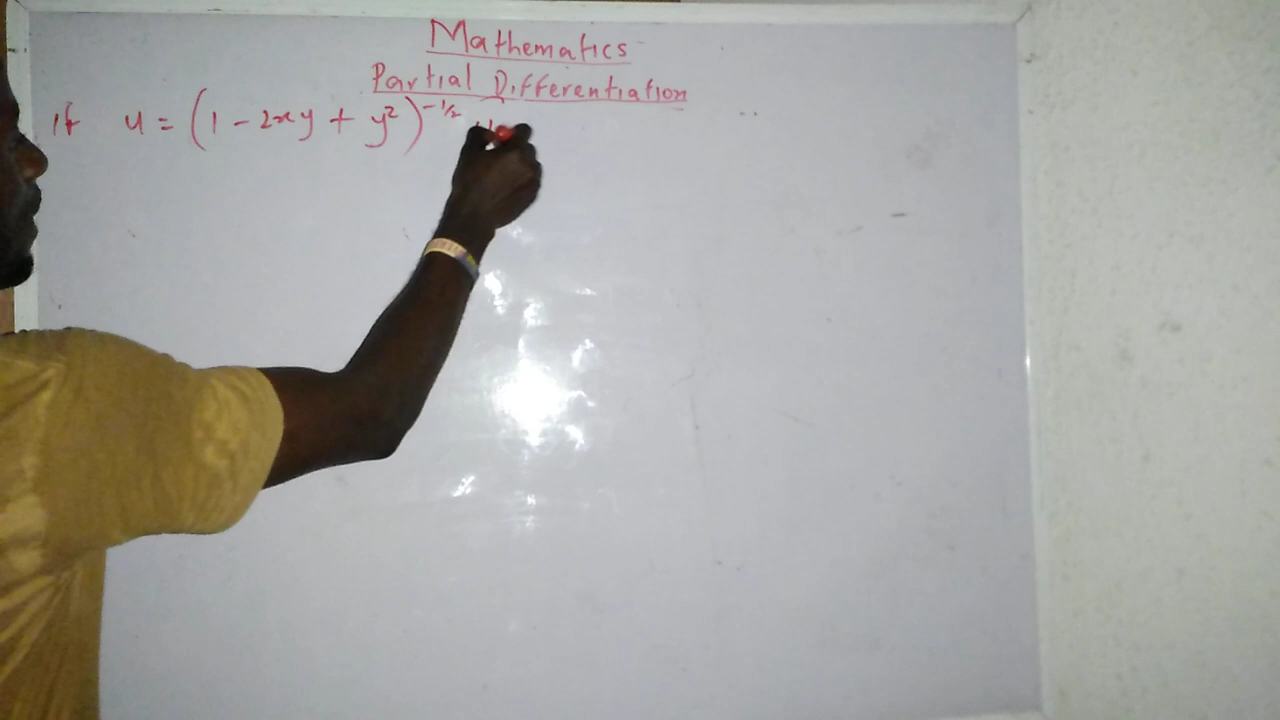 Mathematics
Partial Differentiation
If u = (1 - 2xy + y²)^-1/2